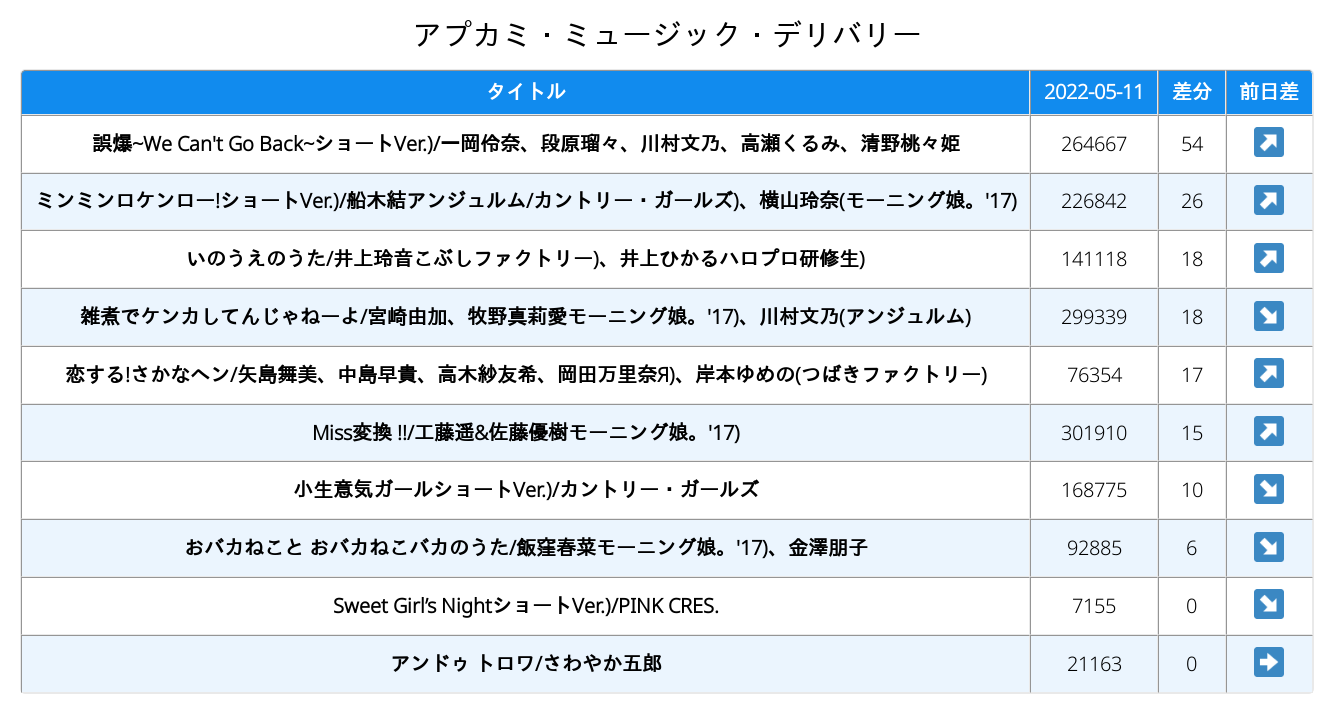 アプカミ・ミュージック・デリバリー
タイトル 2022-05-11 差分 前日差
誤爆~We Can't Go Back~ショートVer.)/一岡伶奈、段原瑠々、川村文乃、高瀬くるみ、清野桃々姫 264667 54
ミンミンロケンロー!ショートVer.)/船木結アンジュルム/カントリー・ガールズ)、横山玲奈(モーニング娘。'17) 226842 26
いのうえのうた/井上玲音こぶしファクトリー)、井上ひかるハロプロ研修生) 141118 18
雑煮でケンカしてんじゃねーよ/宮崎由加、牧野真莉愛モーニング娘。'17)、川村文乃(アンジュルム) 299339 18
恋する!さかなヘン/矢島舞美、中島早貴、高木紗友希、岡田万里奈Я)、岸本ゆめの(つばきファクトリー) 76354 17
Miss変換 !!/工藤遥&佐藤優樹モーニング娘。'17) 301910 15
小生意気ガールショートVer.)/カントリー・ガールズ 168775 10
おバカねこと おバカねこバカのうた/飯窪春菜モーニング娘。'17)、金澤朋子 92885 6
Sweet Girl’s NightショートVer.)/PINK CRES. 7155 0
アンドゥ トロワ/さわやか五郎 21163 0